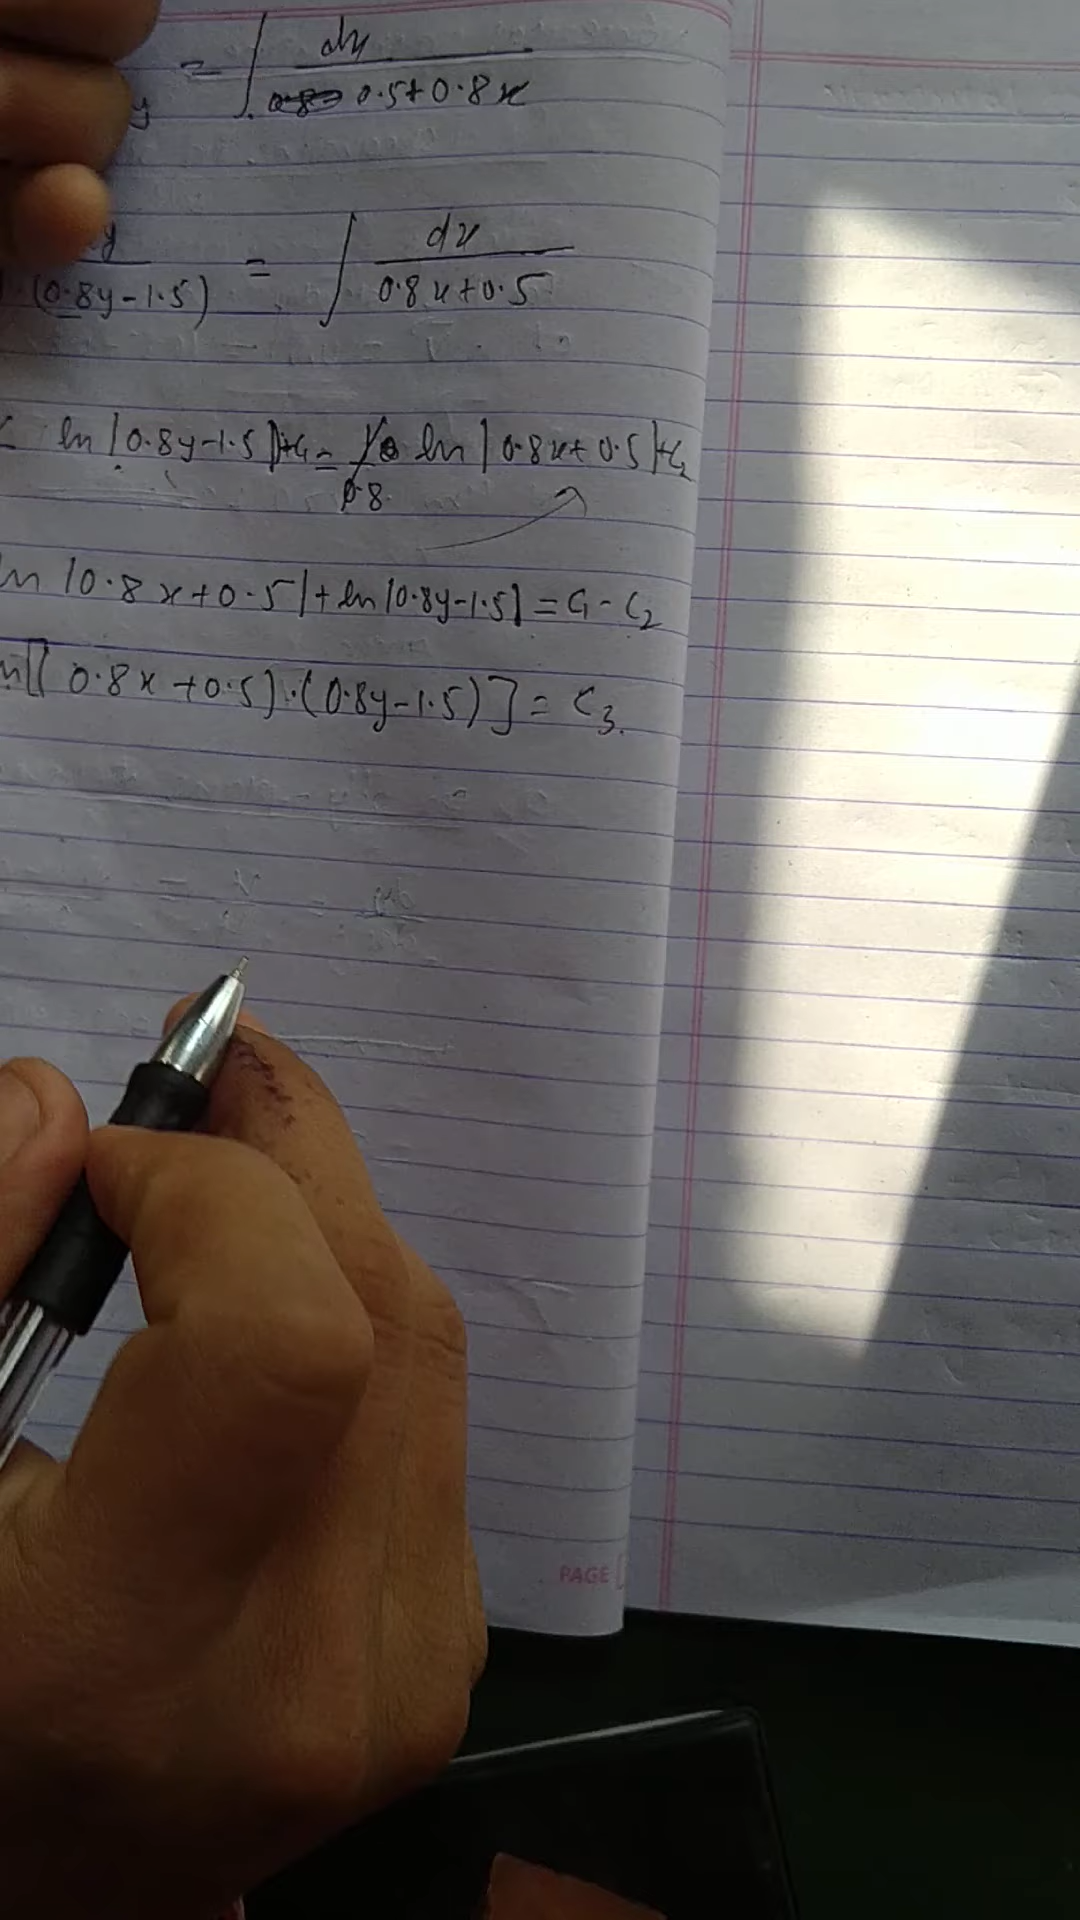 = ∫ dx / 0.5+0.8x
y
y / (0.8y-1.5) = ∫ dx / 0.8x+0.5
ln|0.8y-1.5|+C₁ = 1/0.8 ln|0.8x+0.5|+C₂
ln|0.8x+0.5|+ln|0.8y-1.5| = C₁-C₂
[(0.8x+0.5).(0.8y-1.5)] = C₃.
PAGE